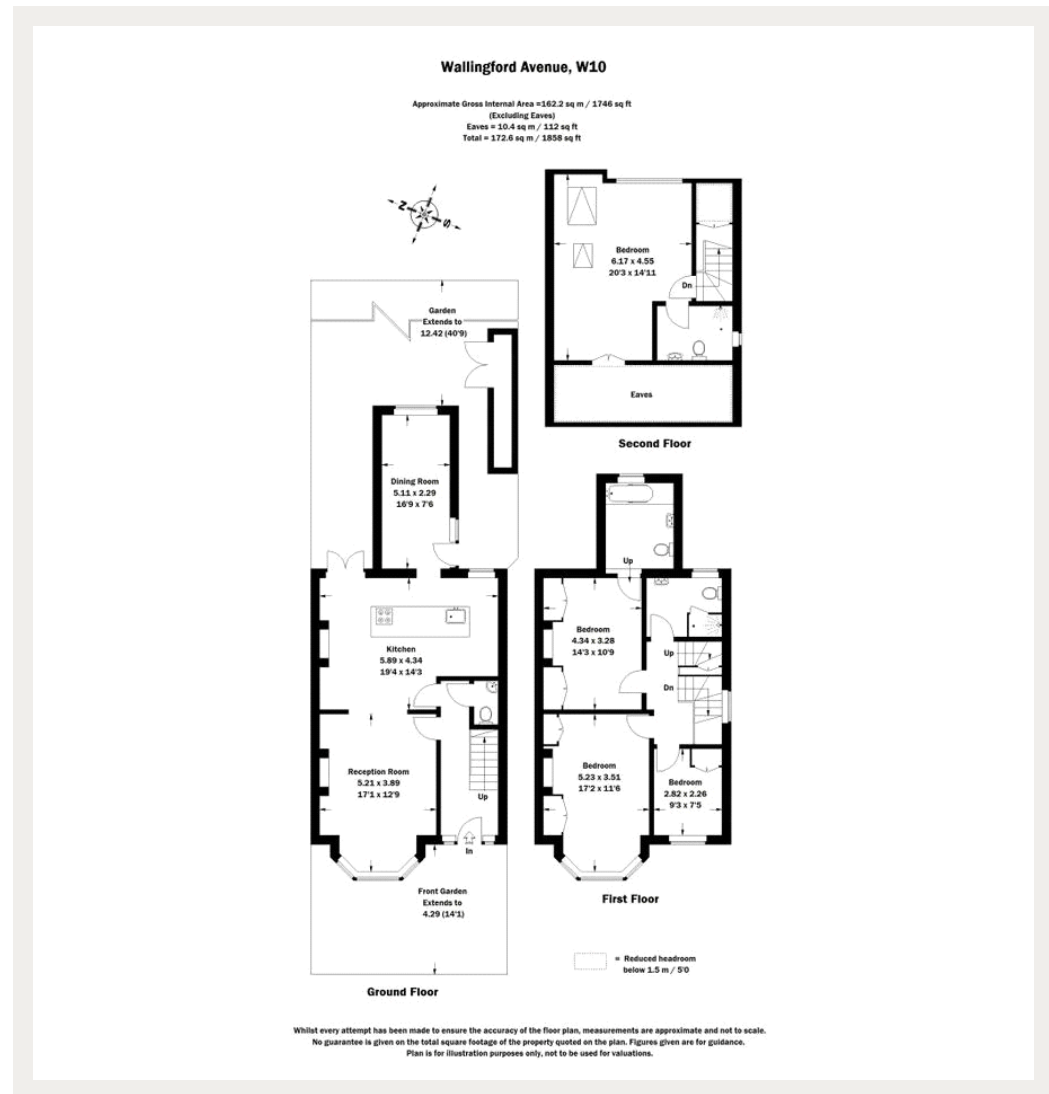 Wallingford Avenue, W10
Approximate Gross Internal Area =162.2 sq m / 1746 sq ft
(Excluding Eaves)
Eaves = 10.4 sq m / 112 sq ft
Total = 172.6 sq m / 1858 sq ft
N
S
Bedroom
6.17 x 4.55
20'3 x 14'11
Dn
Eaves
Second Floor
Garden
Extends to
12.42 (40'9)
Dining Room
5.11 x 2.29
16'9 x 7'6
Kitchen
5.89 x 4.34
19'4 x 14'3
Reception Room
5.21 x 3.89
17'1 x 12'9
Up
In
Front Garden
Extends to
4.29 (14'1)
Ground Floor
Up
Bedroom
4.34 x 3.28
14'3 x 10'9
Up
Dn
Bedroom
5.23 x 3.51
17'2 x 11'6
Bedroom
2.82 x 2.26
9'3 x 7'5
First Floor
= Reduced headroom
below 1.5 m / 5'0
Whilst every attempt has been made to ensure the accuracy of the floor plan, measurements are approximate and not to scale.
No guarantee is given on the total square footage of the property quoted on the plan. Figures given are for guidance.
Plan is for illustration purposes only, not to be used for valuations.